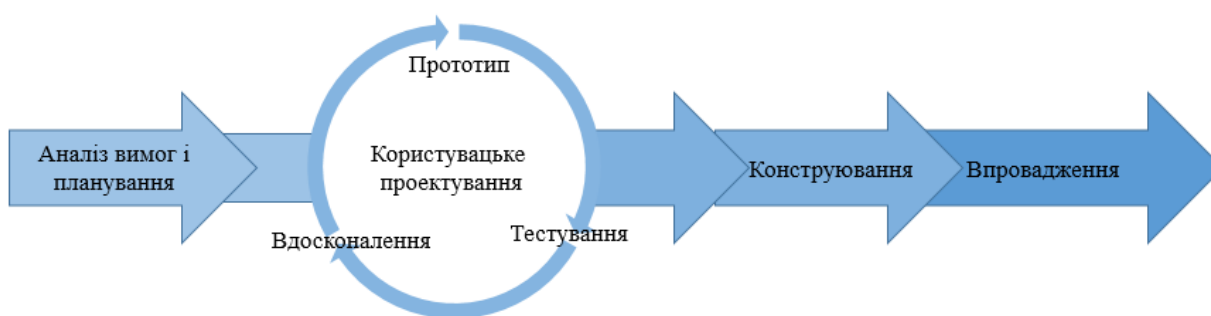 Прототип
Аналіз вимог і
планування
Користувацьке
проектування
Конструювання
Впровадження
Вдосконалення
Тестування